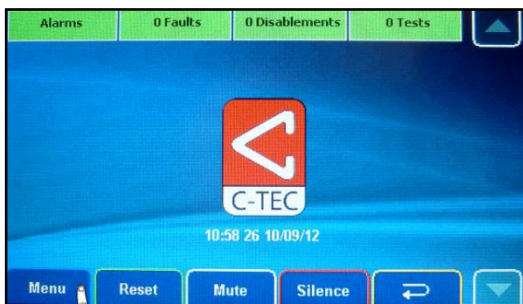 Alarms 0 Faults 0 Disablements 0 Tests
C-TEC
10:58 26 10/09/12
Menu Reset Mute Silence